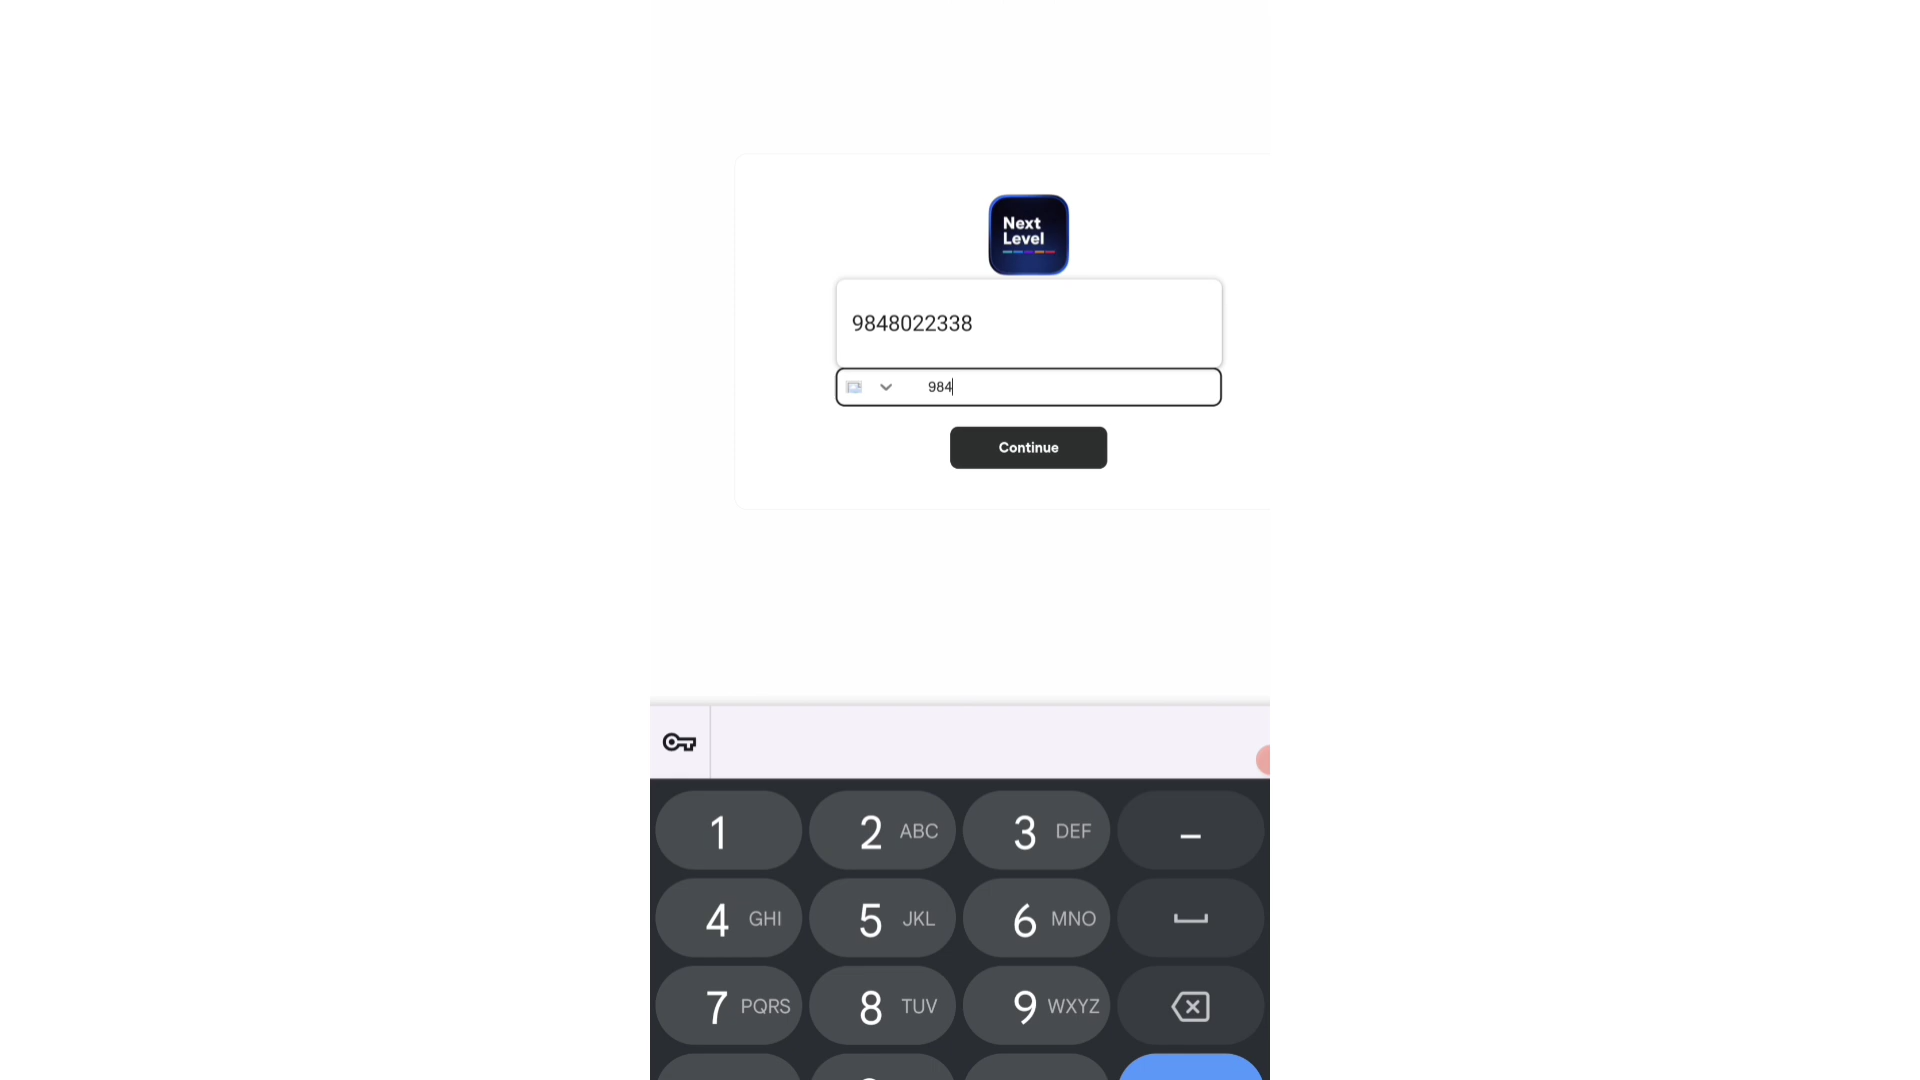 Next
Level
9848022338
984
Continue
1
2 ABC
3 DEF
–
4 GHI
5 JKL
6 MNO
7 PQRS
8 TUV
9 WXYZ